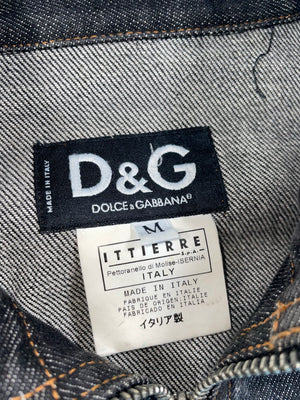 MADE IN ITALY
D&G
DOLCE & GABBANA®
M
ITTIERRE
S.p.A.
Pettoranello di Molise-ISERNIA
ITALY
MADE IN ITALY
FABRIQUE EN ITALIE
PAIS DE ORIGEN, ITALIE
FABRICADO EN ITALIA
イタリア製